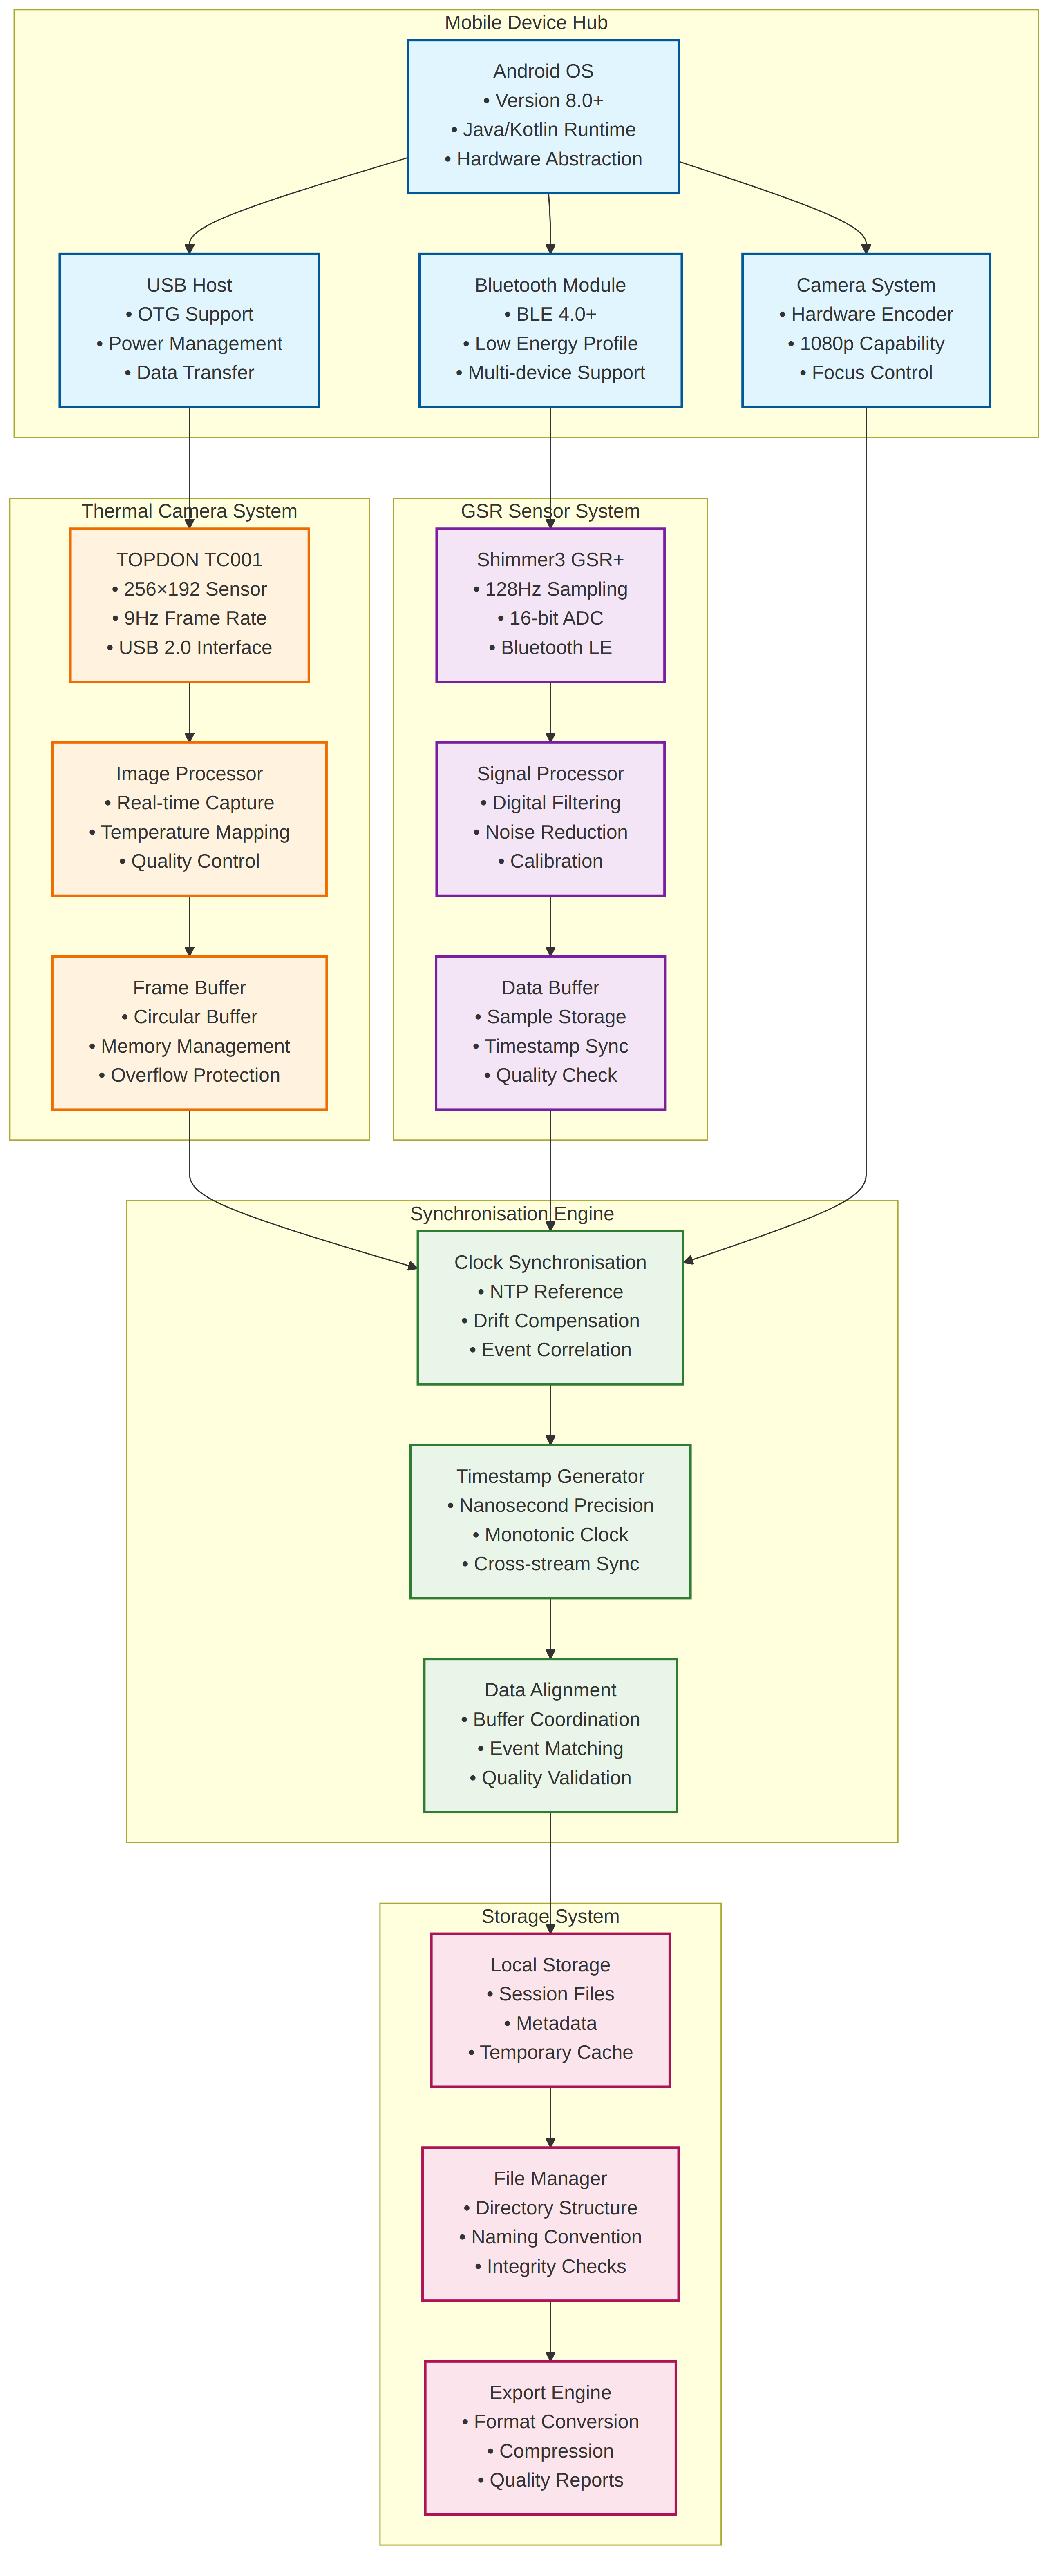 Mobile Device Hub
Android OS
• Version 8.0+
• Java/Kotlin Runtime
• Hardware Abstraction
USB Host
• OTG Support
• Power Management
• Data Transfer
Bluetooth Module
• BLE 4.0+
• Low Energy Profile
• Multi-device Support
Camera System
• Hardware Encoder
• 1080p Capability
• Focus Control
Thermal Camera System
TOPDON TC001
• 256×192 Sensor
• 9Hz Frame Rate
• USB 2.0 Interface
Image Processor
• Real-time Capture
• Temperature Mapping
• Quality Control
Frame Buffer
• Circular Buffer
• Memory Management
• Overflow Protection
GSR Sensor System
Shimmer3 GSR+
• 128Hz Sampling
• 16-bit ADC
• Bluetooth LE
Signal Processor
• Digital Filtering
• Noise Reduction
• Calibration
Data Buffer
• Sample Storage
• Timestamp Sync
• Quality Check
Synchronisation Engine
Clock Synchronisation
• NTP Reference
• Drift Compensation
• Event Correlation
Timestamp Generator
• Nanosecond Precision
• Monotonic Clock
• Cross-stream Sync
Data Alignment
• Buffer Coordination
• Event Matching
• Quality Validation
Storage System
Local Storage
• Session Files
• Metadata
• Temporary Cache
File Manager
• Directory Structure
• Naming Convention
• Integrity Checks
Export Engine
• Format Conversion
• Compression
• Quality Reports